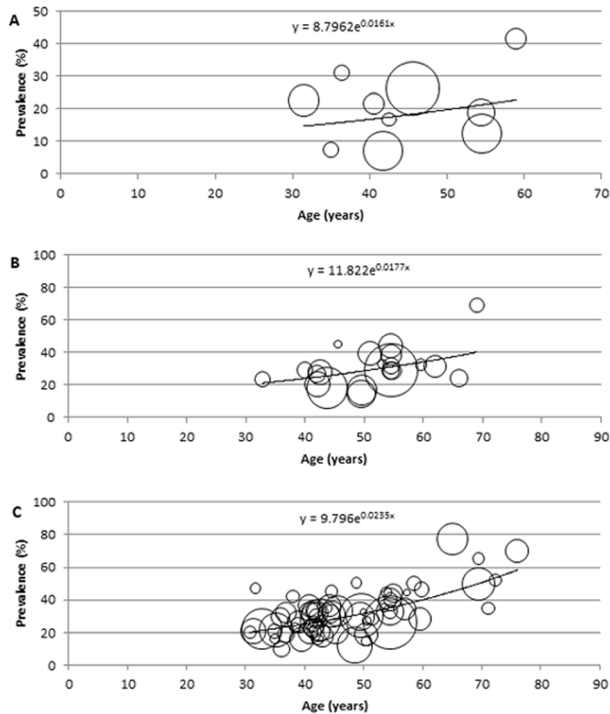 A
y = 8.7962e^0.0161x
Prevalence (%)
50
40
30
20
10
0
0 10 20 30 40 50 60 70
Age (years)
B
y = 11.822e^0.0177x
Prevalence (%)
100
80
60
40
20
0
0 10 20 30 40 50 60 70 80 90
Age (years)
C
y = 9.796e^0.0235x
Prevalence (%)
100
80
60
40
20
0
0 10 20 30 40 50 60 70 80 90
Age (years)